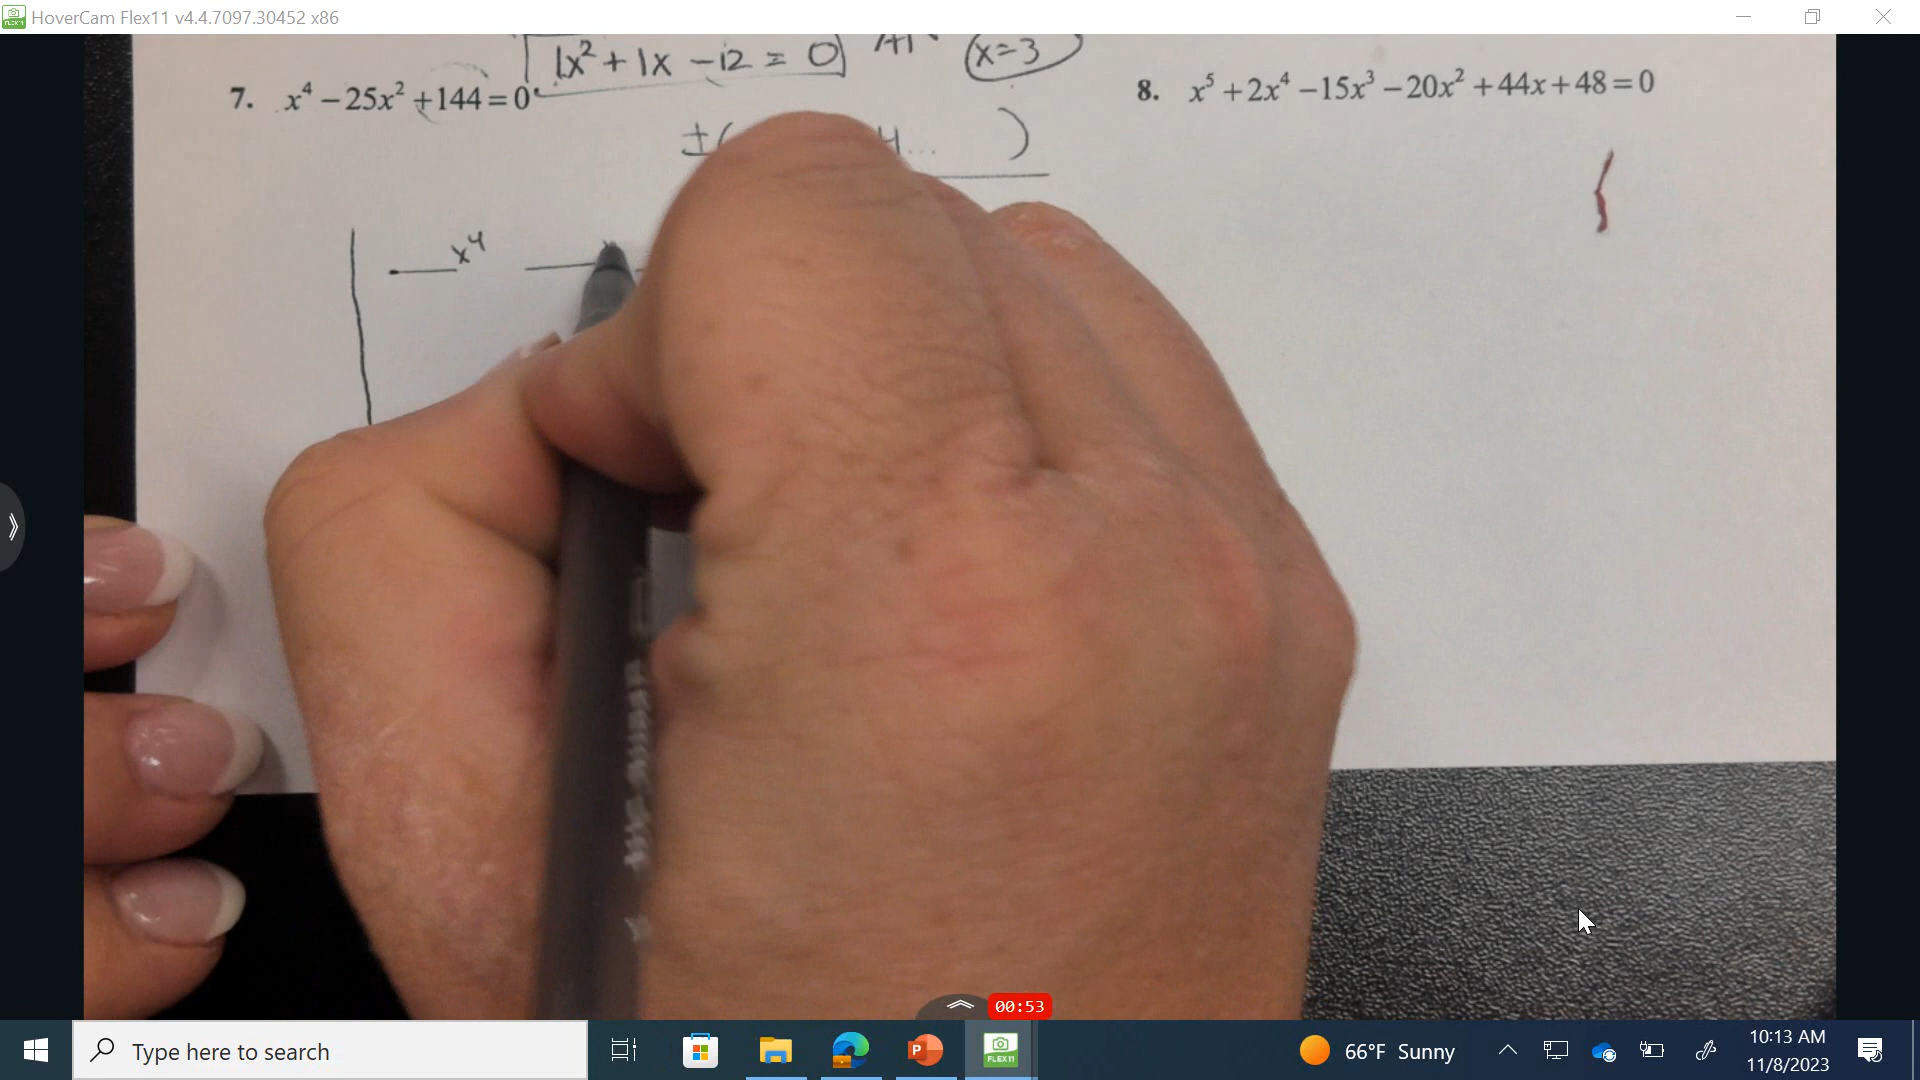 HoverCam Flex11 v4.4.7097.30452 x86
1x² + 1x - 12 = 0
x=3
7. x⁴ − 25x² + 144 = 0
8. x⁵ + 2x⁴ − 15x³ − 20x² + 44x + 48 = 0
±( 4... )
x⁴
00:53
Type here to search
P
FLEX11
66°F Sunny
10:13 AM
11/8/2023